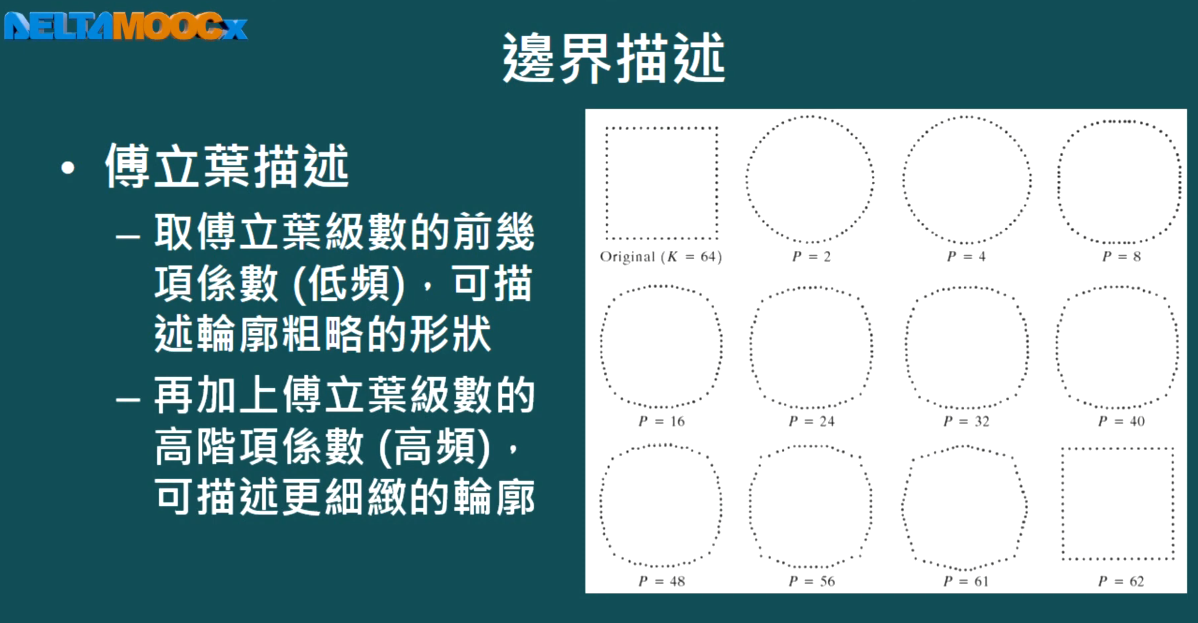 DELTAMOOCx
邊界描述
• 傅立葉描述
– 取傅立葉級數的前幾
項係數 (低頻)，可描
述輪廓粗略的形狀
– 再加上傅立葉級數的
高階項係數 (高頻)，
可描述更細緻的輪廓
Original (K = 64)
P = 2
P = 4
P = 8
P = 16
P = 24
P = 32
P = 40
P = 48
P = 56
P = 61
P = 62